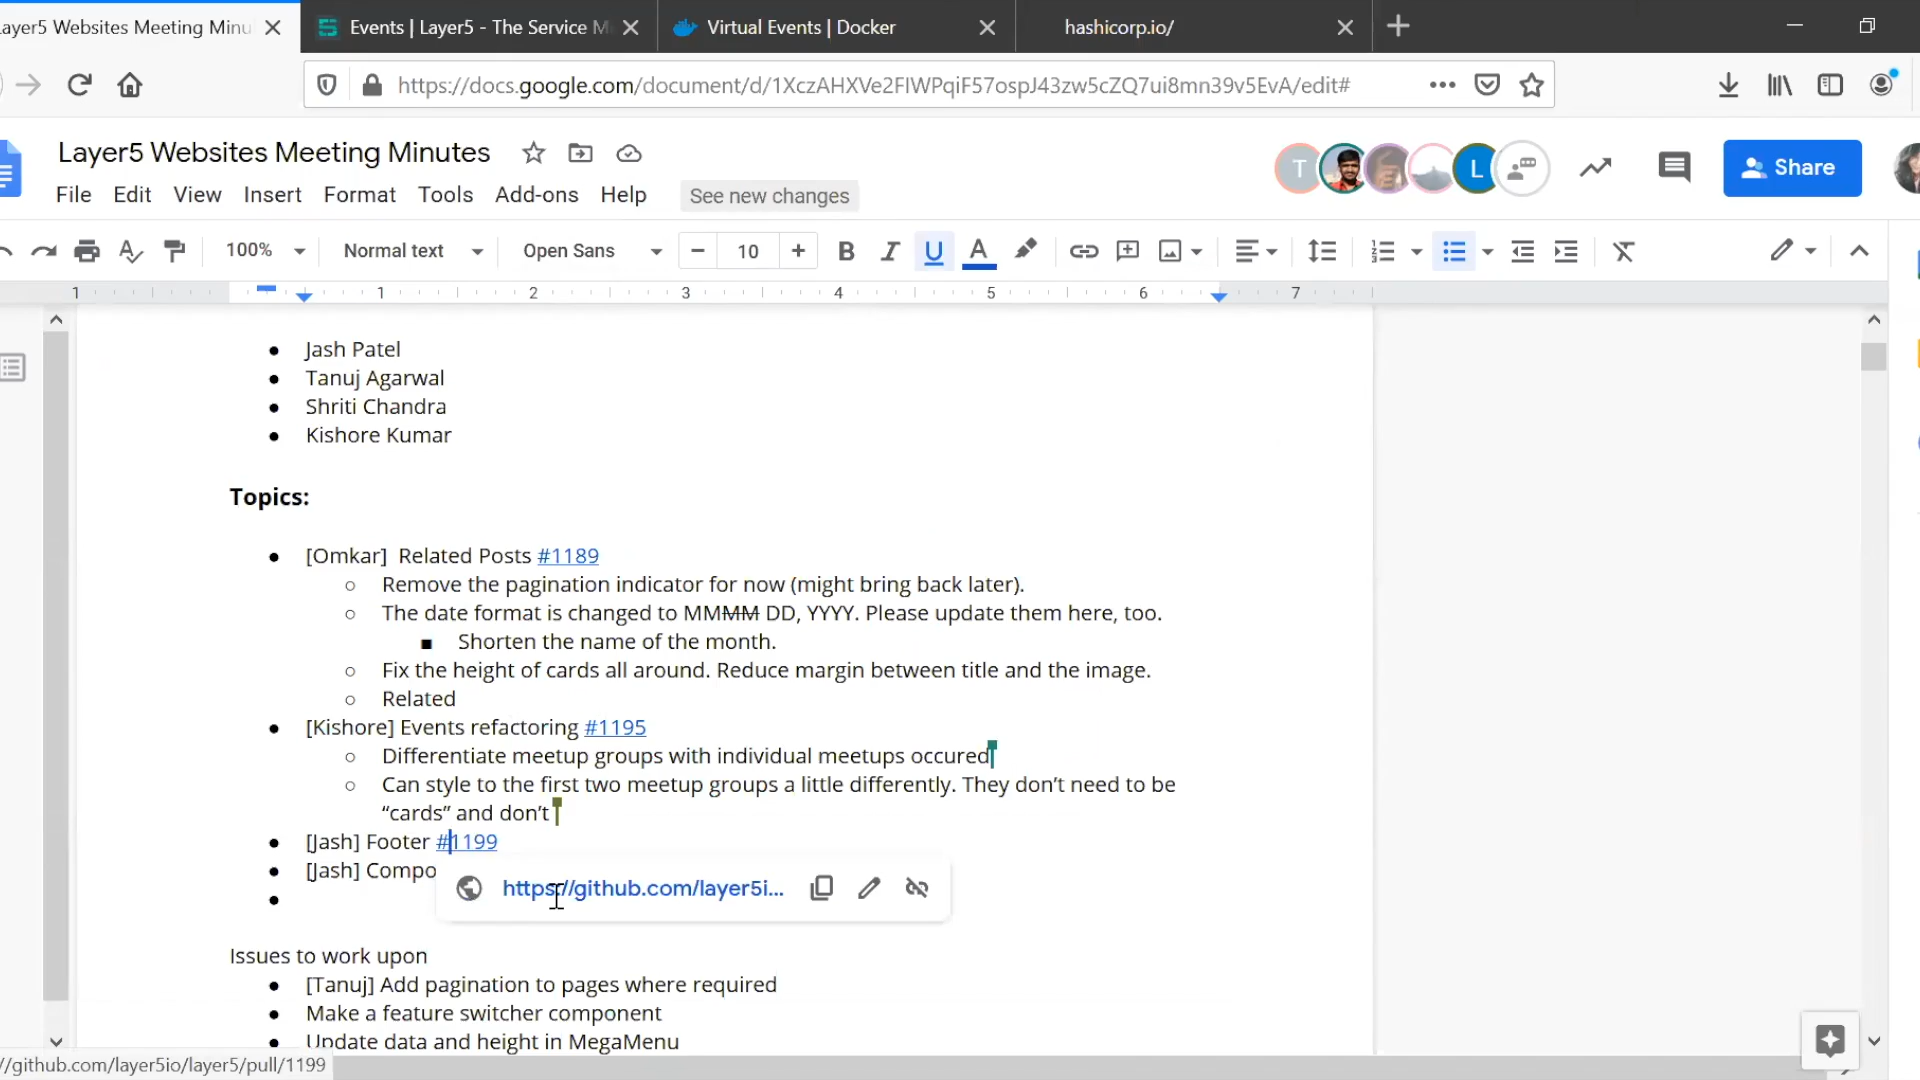 ayer5 Websites Meeting Minu
Events | Layer5 - The Service M
Virtual Events | Docker
hashicorp.io/
https://docs.google.com/document/d/1XczAHXVe2FIWPqiF57ospJ43zw5cZQ7ui8mn39v5EvA/edit#
Layer5 Websites Meeting Minutes
T
L
Share
File Edit View Insert Format Tools Add-ons Help See new changes
100% Normal text Open Sans 10 B I U A
1 1 2 3 4 5 6 7
Jash Patel
Tanuj Agarwal
Shriti Chandra
Kishore Kumar
Topics:
[Omkar] Related Posts #1189
Remove the pagination indicator for now (might bring back later).
The date format is changed to MMMM DD, YYYY. Please update them here, too.
Shorten the name of the month.
Fix the height of cards all around. Reduce margin between title and the image.
Related
[Kishore] Events refactoring #1195
Differentiate meetup groups with individual meetups occured
Can style to the first two meetup groups a little differently. They don’t need to be
“cards” and don’t
[Jash] Footer #1199
[Jash] Compo
https://github.com/layer5i...
Issues to work upon
[Tanuj] Add pagination to pages where required
Make a feature switcher component
Update data and height in MegaMenu
//github.com/layer5io/layer5/pull/1199